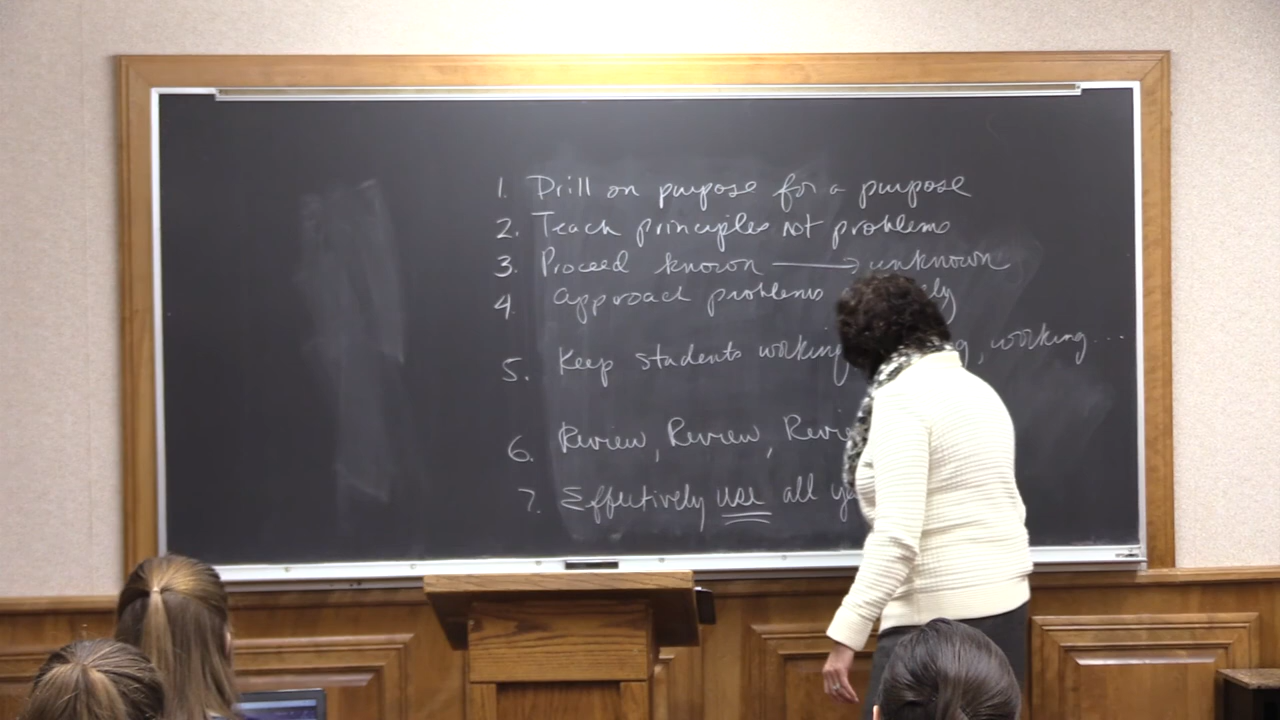 1. Drill on purpose for a purpose
2. Teach principles not problems
3. Proceed known → unknown
4. Approach problems
5. Keep students working, working...
6. Review, Review,
7. Effectively use all